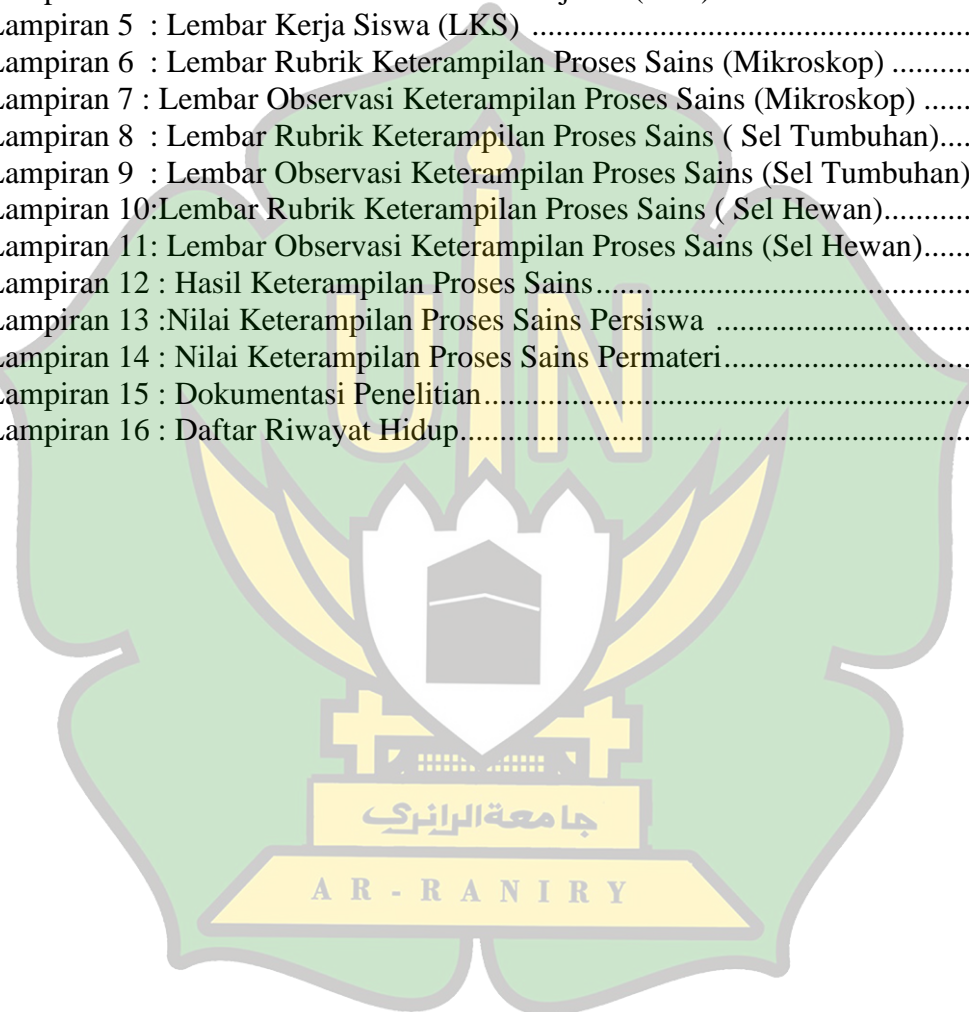 Lampiran 5 : Lembar Kerja Siswa (LKS) ...............................................
Lampiran 6 : Lembar Rubrik Keterampilan Proses Sains (Mikroskop) .........
Lampiran 7 : Lembar Observasi Keterampilan Proses Sains (Mikroskop) .....
Lampiran 8 : Lembar Rubrik Keterampilan Proses Sains ( Sel Tumbuhan)....
Lampiran 9 : Lembar Observasi Keterampilan Proses Sains (Sel Tumbuhan)
Lampiran 10:Lembar Rubrik Keterampilan Proses Sains ( Sel Hewan)..........
Lampiran 11: Lembar Observasi Keterampilan Proses Sains (Sel Hewan)......
Lampiran 12 : Hasil Keterampilan Proses Sains.......................................
Lampiran 13 :Nilai Keterampilan Proses Sains Persiswa ...........................
Lampiran 14 : Nilai Keterampilan Proses Sains Permateri..........................
Lampiran 15 : Dokumentasi Penelitian...................................................
Lampiran 16 : Daftar Riwayat Hidup......................................................
UIN
جامعة الرانري
AR-RANIRY